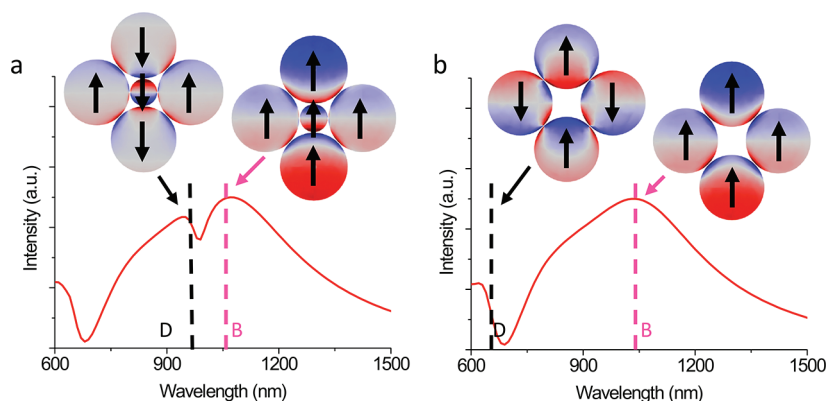 a
Intensity (a.u.)
D
B
600
900
1200
1500
Wavelength (nm)
b
Intensity (a.u.)
D
B
600
900
1200
1500
Wavelength (nm)